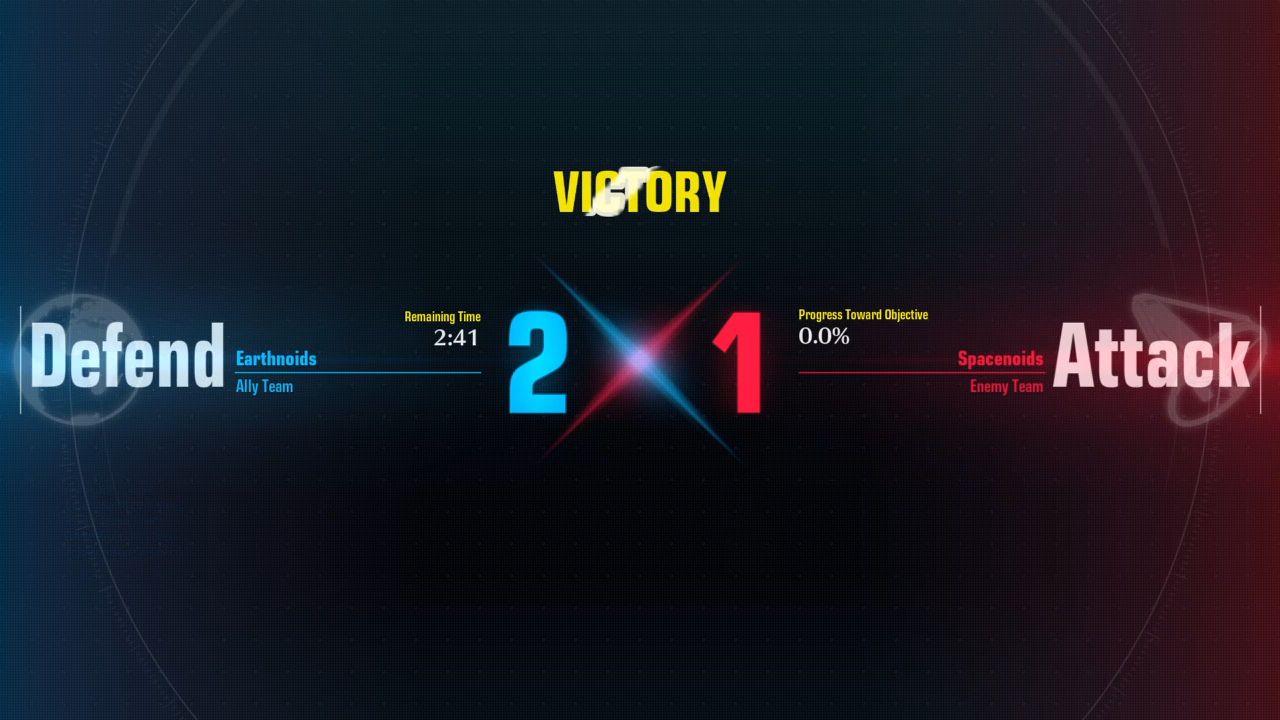 VICTORY
Defend
Earthnoids
Ally Team
Remaining Time
2:41
2
1
Progress Toward Objective
0.0%
Spacenoids
Enemy Team
Attack